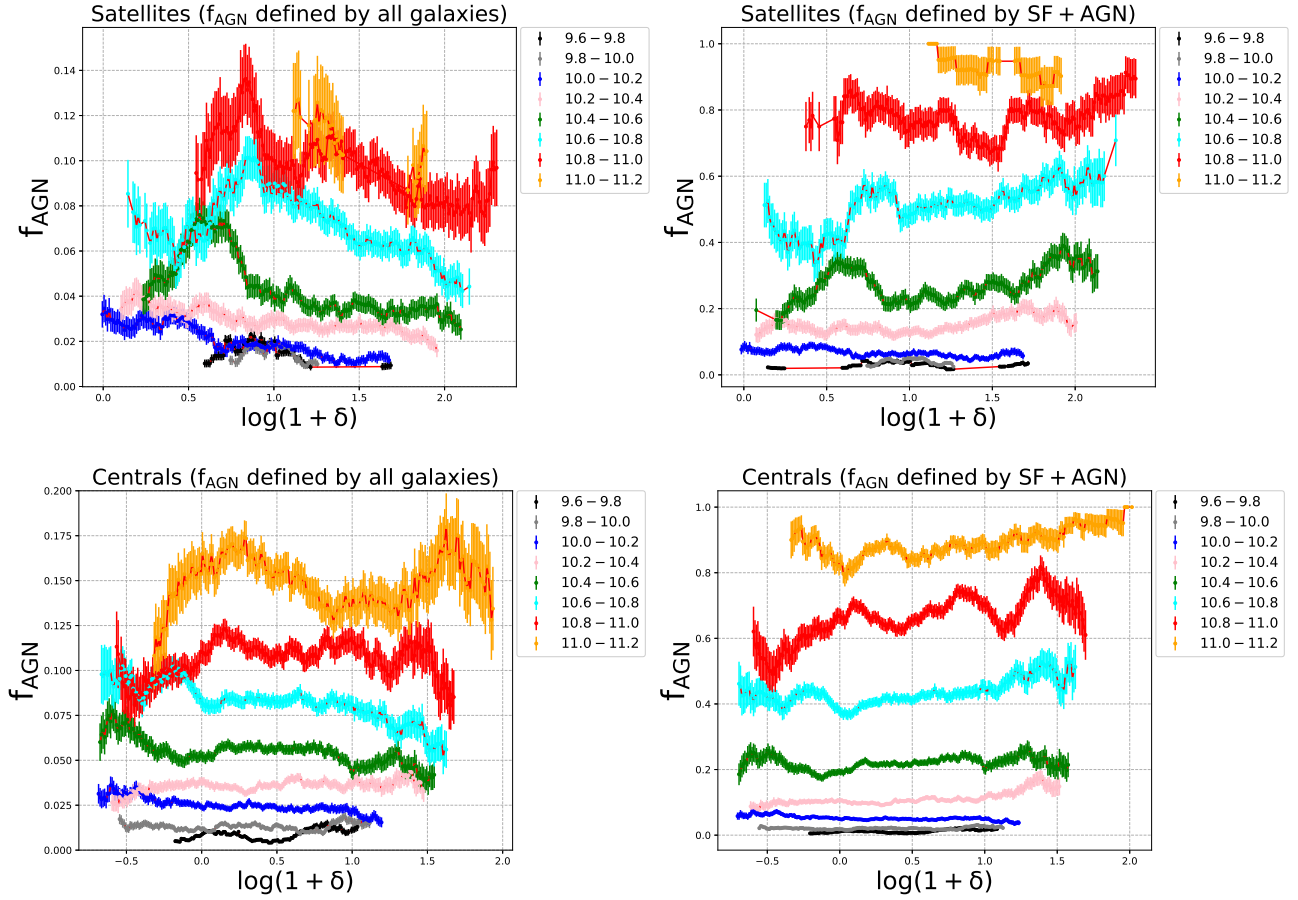 Satellites (f_AGN defined by all galaxies)
0.14
0.12
0.10
0.08
0.06
0.04
0.02
0.00
0.0 0.5 1.0 1.5 2.0
f_AGN
log(1 + δ)
9.6 − 9.8
9.8 − 10.0
10.0 − 10.2
10.2 − 10.4
10.4 − 10.6
10.6 − 10.8
10.8 − 11.0
11.0 − 11.2
Satellites (f_AGN defined by SF + AGN)
1.0
0.8
0.6
0.4
0.2
0.0
0.0 0.5 1.0 1.5 2.0
f_AGN
log(1 + δ)
9.6 − 9.8
9.8 − 10.0
10.0 − 10.2
10.2 − 10.4
10.4 − 10.6
10.6 − 10.8
10.8 − 11.0
11.0 − 11.2
Centrals (f_AGN defined by all galaxies)
0.200
0.175
0.150
0.125
0.100
0.075
0.050
0.025
0.000
−0.5 0.0 0.5 1.0 1.5 2.0
f_AGN
log(1 + δ)
9.6 − 9.8
9.8 − 10.0
10.0 − 10.2
10.2 − 10.4
10.4 − 10.6
10.6 − 10.8
10.8 − 11.0
11.0 − 11.2
Centrals (f_AGN defined by SF + AGN)
1.0
0.8
0.6
0.4
0.2
0.0
−0.5 0.0 0.5 1.0 1.5 2.0
f_AGN
log(1 + δ)
9.6 − 9.8
9.8 − 10.0
10.0 − 10.2
10.2 − 10.4
10.4 − 10.6
10.6 − 10.8
10.8 − 11.0
11.0 − 11.2